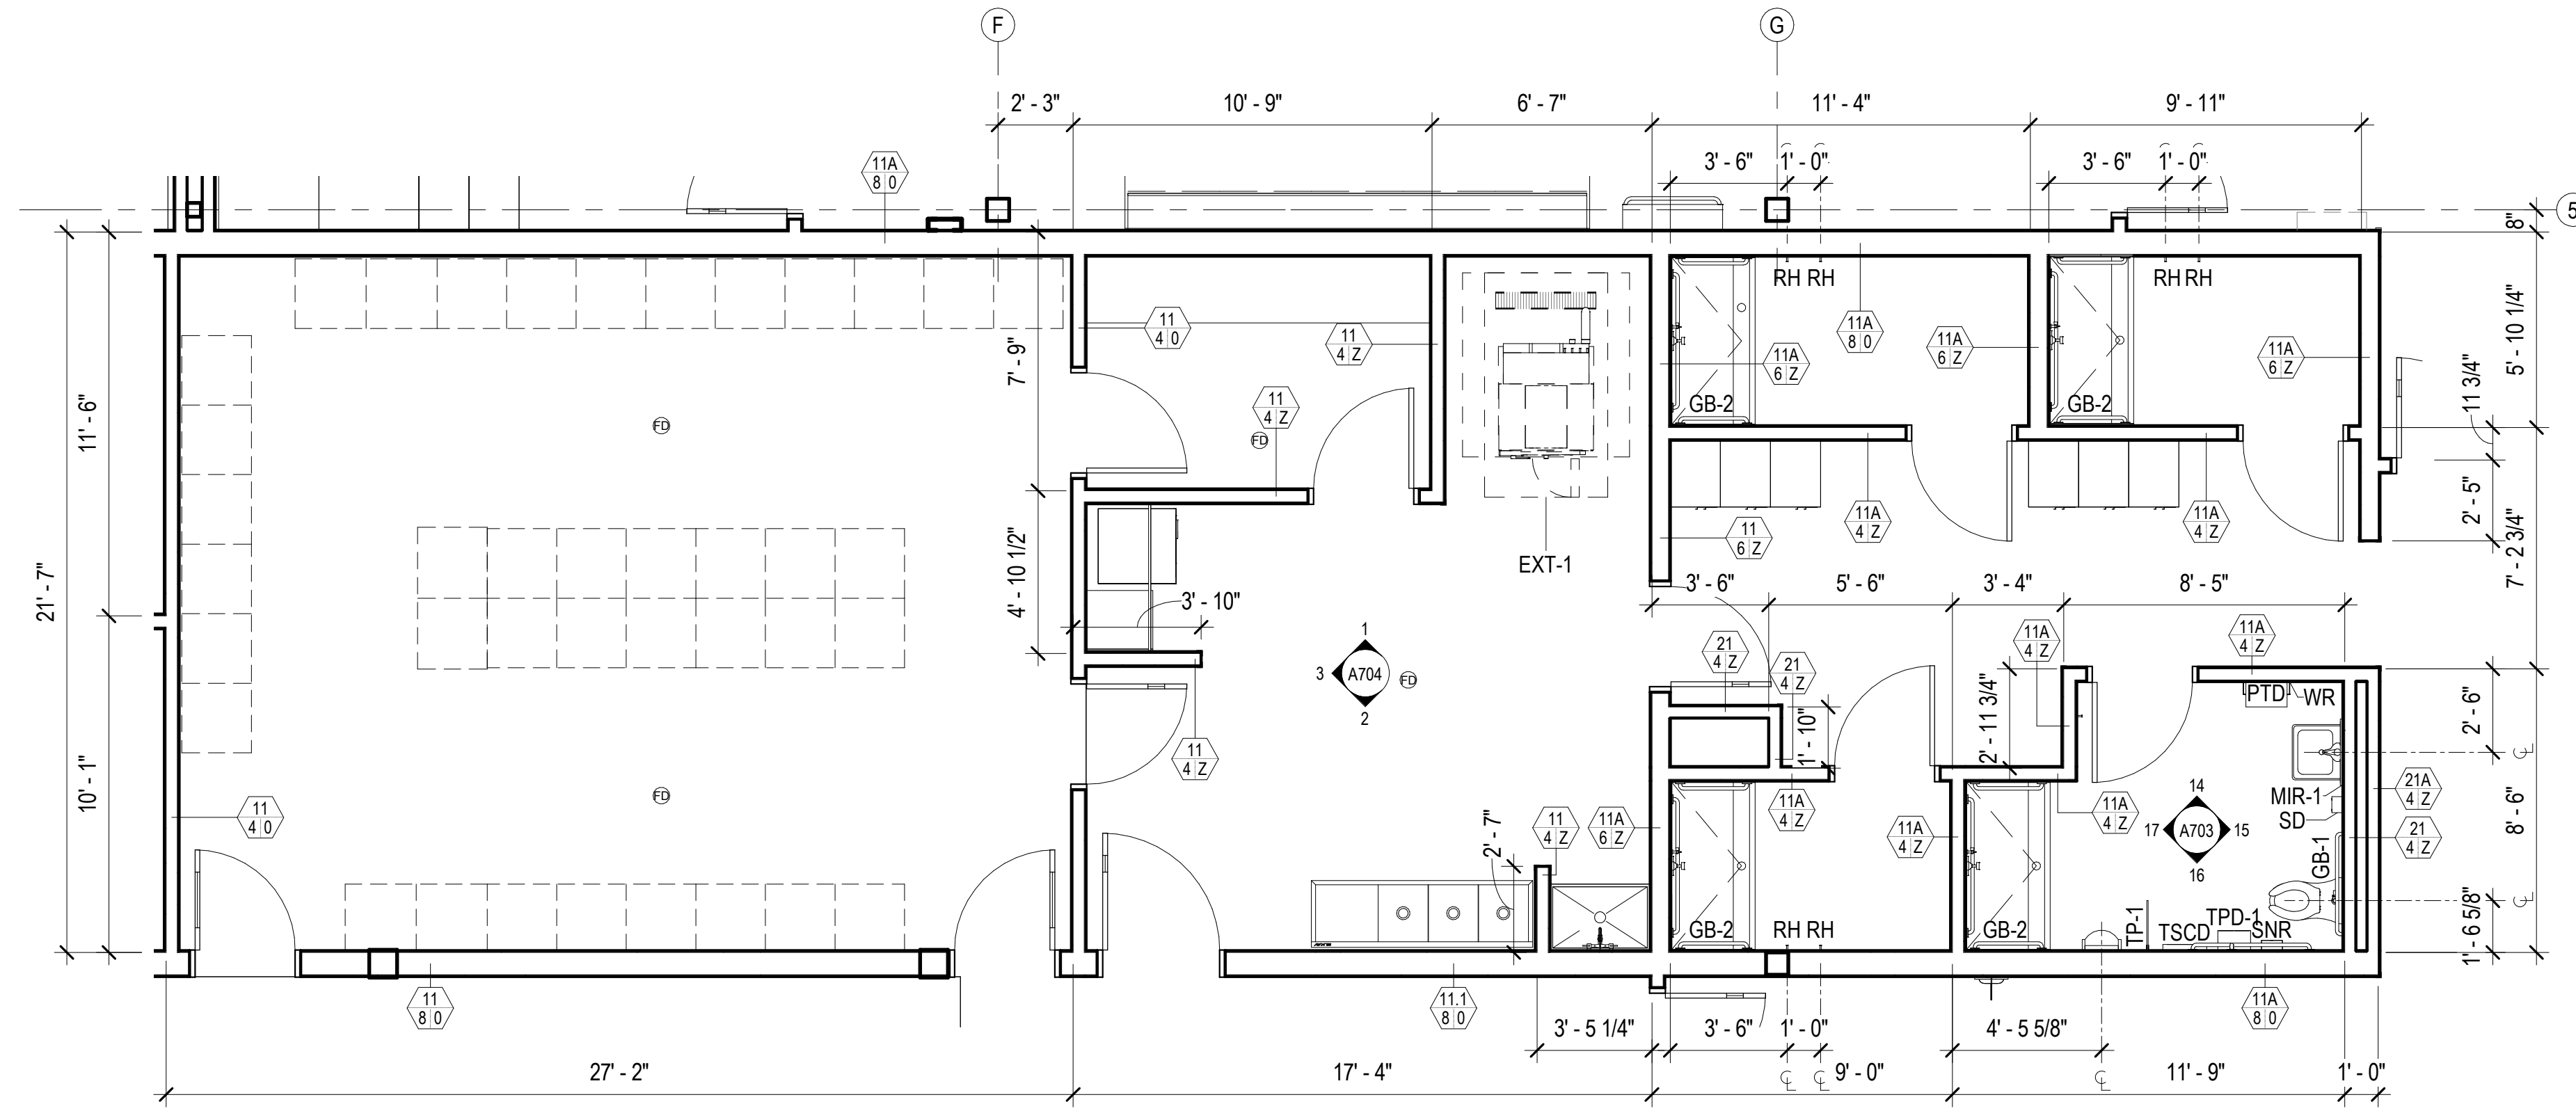 F
G
2' - 3"
10' - 9"
6' - 7"
11' - 4"
9' - 11"
11A
8 0
3' - 6"
1' - 0"
3' - 6"
1' - 0"
5
8"
RH RH
RH RH
11
4 0
11
4 Z
11A
8 0
11A
6 Z
11A
6 Z
11A
6 Z
7' - 9"
5' - 10 1/4"
11 3/4"
11' - 6"
FD
FD
11
4 Z
GB-2
GB-2
2' - 5"
7' - 2 3/4"
11
6 Z
11A
4 Z
11A
4 Z
EXT-1
21' - 7"
4' - 10 1/2"
3' - 10"
3' - 6"
5' - 6"
3' - 4"
8' - 5"
1
3
A704
2
FD
21
4 Z
21
4 Z
11A
4 Z
11A
4 Z
PTD
WR
2' - 6"
1' - 10"
2' - 11 3/4"
11
4 Z
10' - 1"
FD
11
4 0
11A
4 Z
11A
4 Z
14
17
A703
15
16
MIR-1
SD
21A
4 Z
21
4 Z
8' - 6"
2' - 7"
11
4 Z
11A
6 Z
11A
4 Z
GB-1
GB-2
RH RH
GB-2
TP-1
TSCD
TPD-1
SNR
1' - 6 5/8"
11
8 0
11.1
8 0
11A
8 0
3' - 5 1/4"
3' - 6"
1' - 0"
4' - 5 5/8"
27' - 2"
17' - 4"
9' - 0"
11' - 9"
1' - 0"